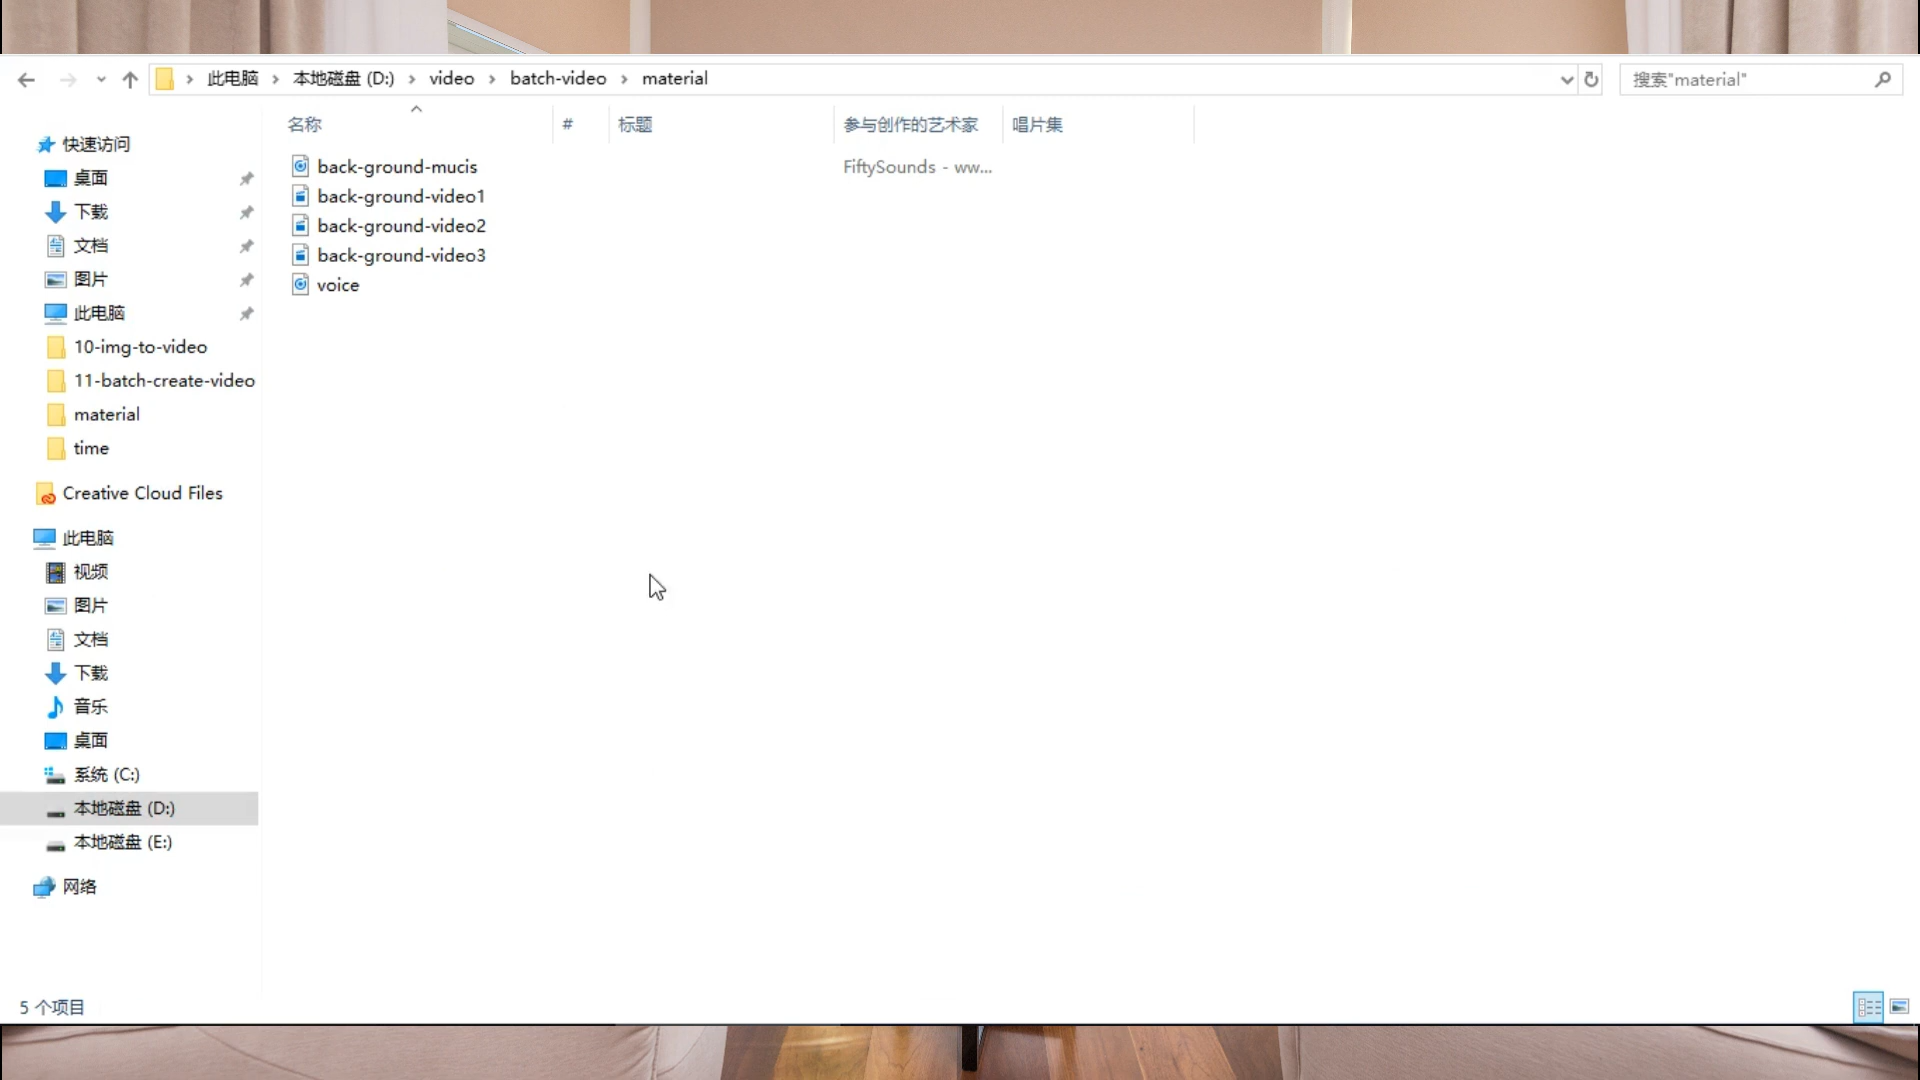 此电脑 › 本地磁盘 (D:) › video › batch-video › material
搜索"material"
名称 # 标题 参与创作的艺术家 唱片集
back-ground-mucis FiftySounds - ww...
back-ground-video1
back-ground-video2
back-ground-video3
voice
快速访问
桌面
下载
文档
图片
此电脑
10-img-to-video
11-batch-create-video
material
time
Creative Cloud Files
此电脑
视频
图片
文档
下载
音乐
桌面
系统 (C:)
本地磁盘 (D:)
本地磁盘 (E:)
网络
5 个项目